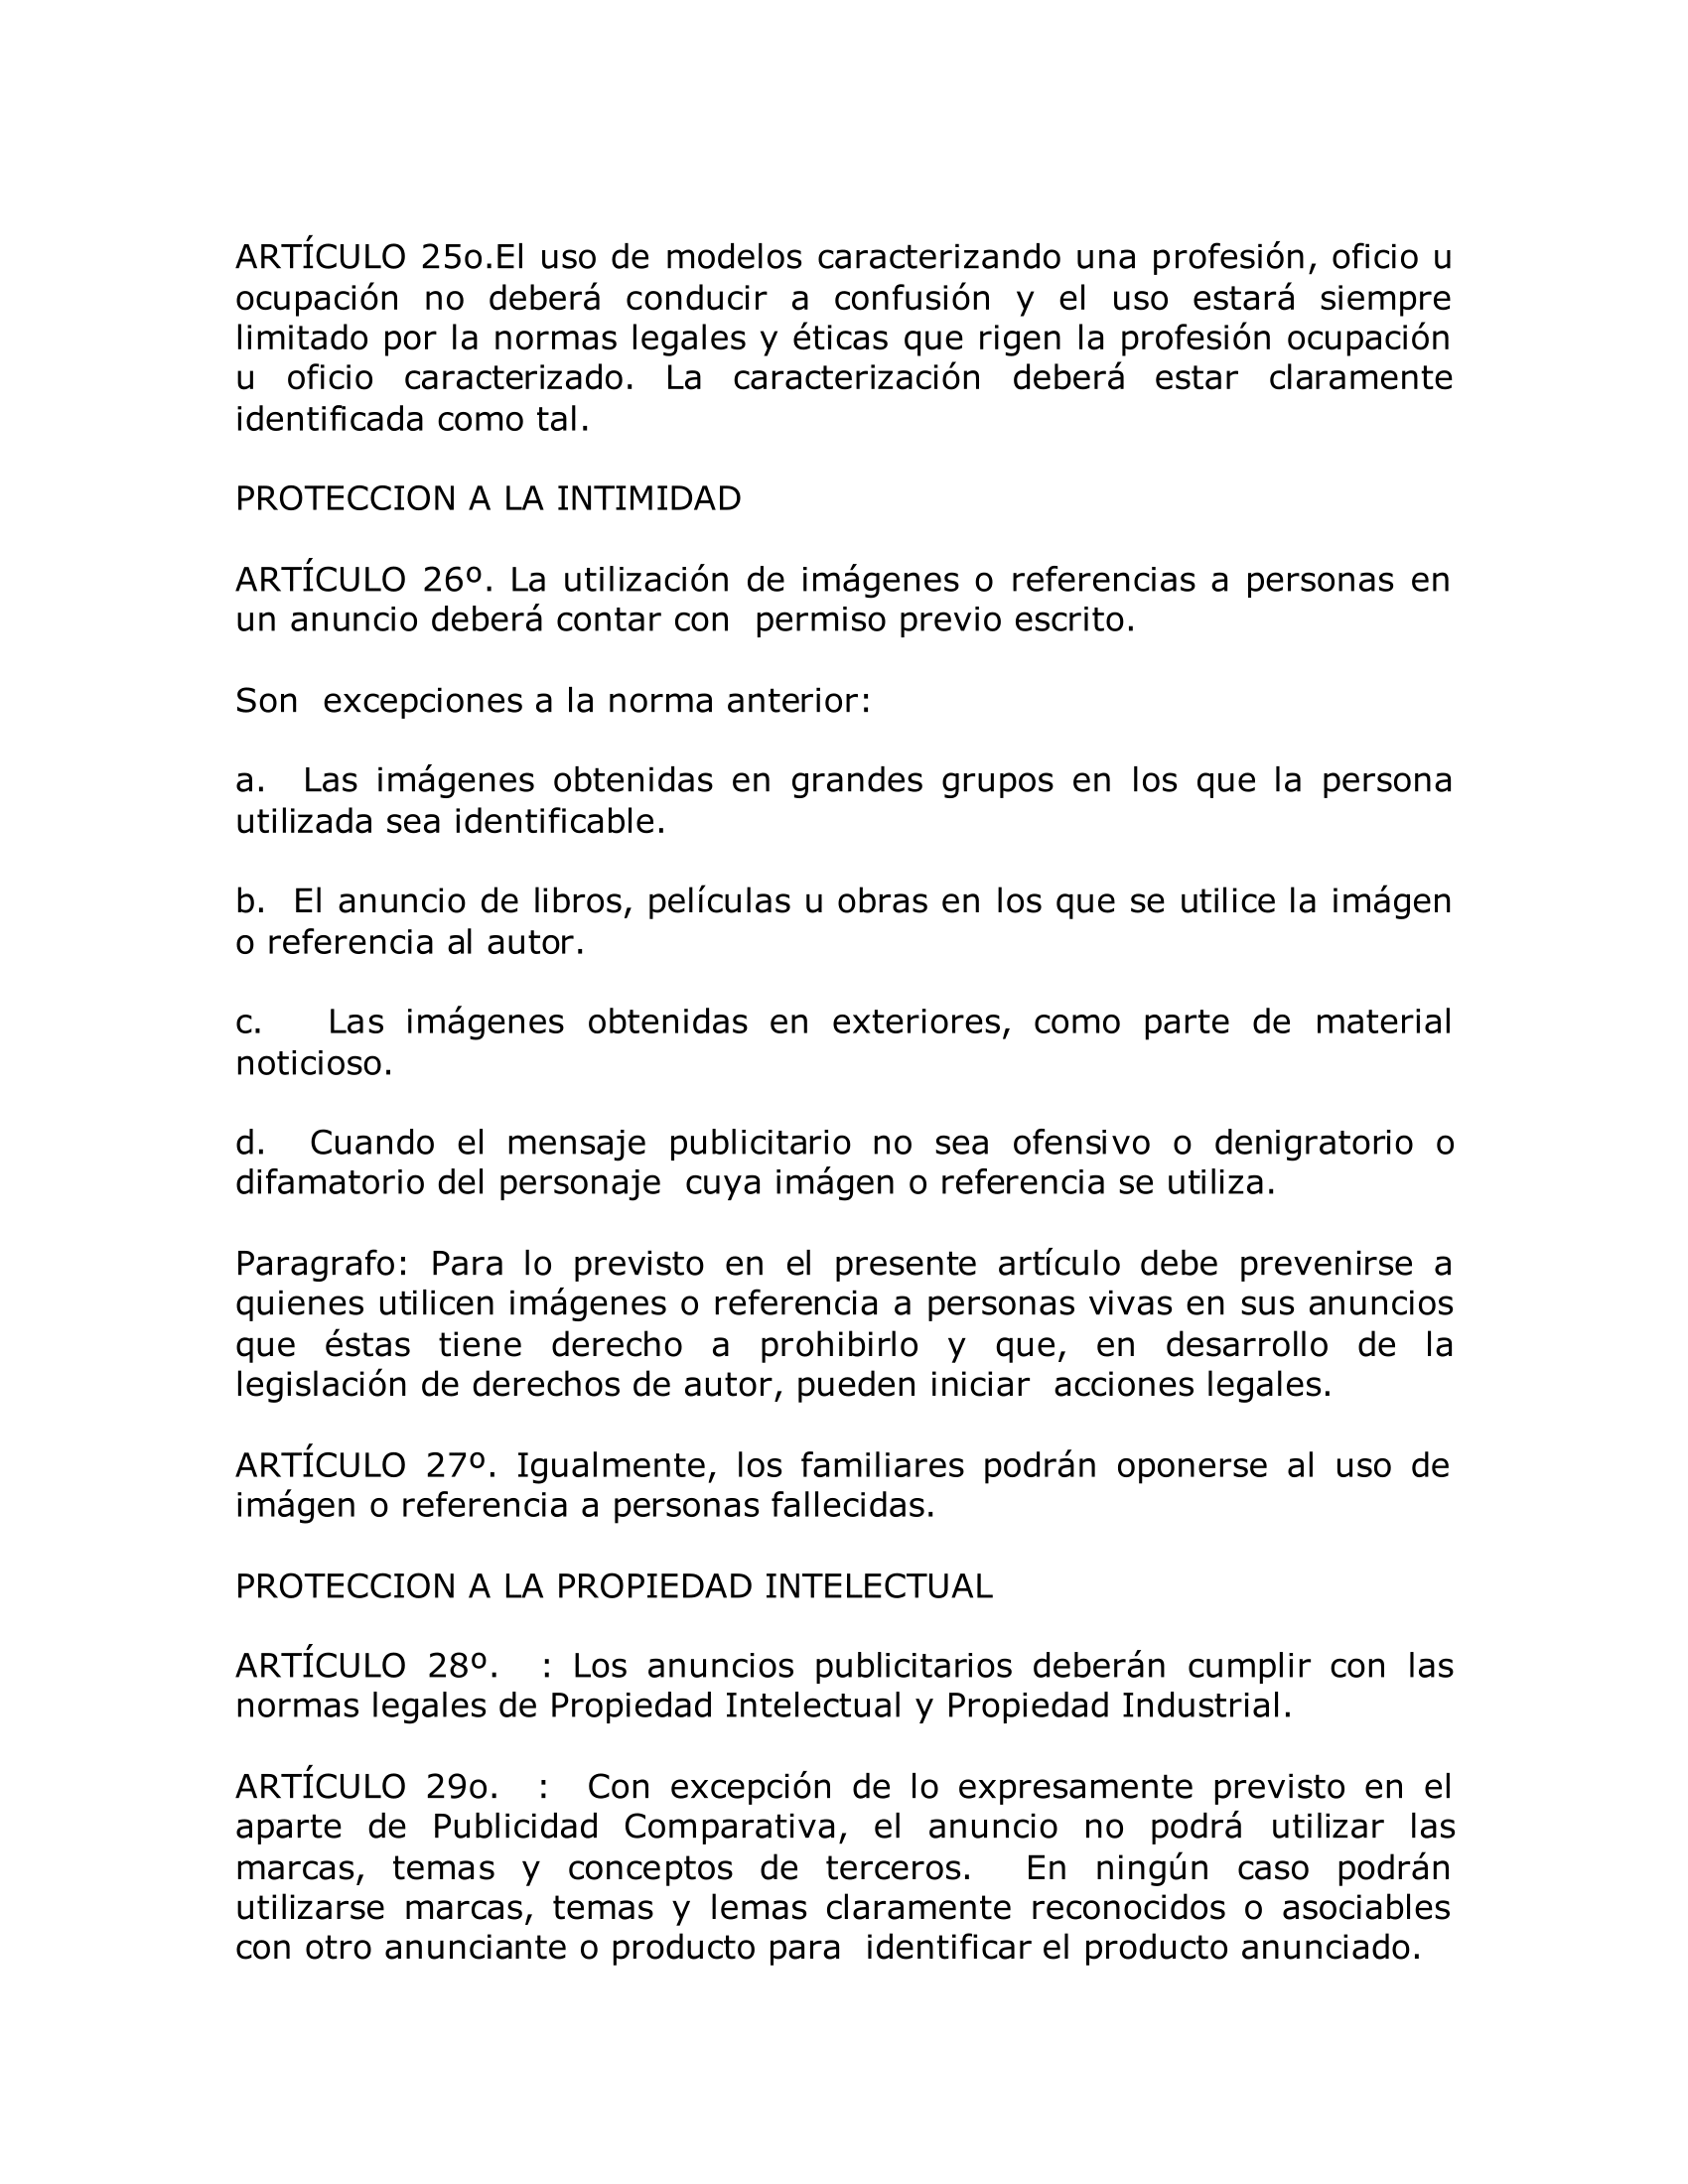 ARTÍCULO 25o.El uso de modelos caracterizando una profesión, oficio u
ocupación no deberá conducir a confusión y el uso estará siempre
limitado por la normas legales y éticas que rigen la profesión ocupación
u oficio caracterizado. La caracterización deberá estar claramente
identificada como tal.
PROTECCION A LA INTIMIDAD
ARTÍCULO 26º. La utilización de imágenes o referencias a personas en
un anuncio deberá contar con permiso previo escrito.
Son excepciones a la norma anterior:
a. Las imágenes obtenidas en grandes grupos en los que la persona
utilizada sea identificable.
b. El anuncio de libros, películas u obras en los que se utilice la imágen
o referencia al autor.
c. Las imágenes obtenidas en exteriores, como parte de material
noticioso.
d. Cuando el mensaje publicitario no sea ofensivo o denigratorio o
difamatorio del personaje cuya imágen o referencia se utiliza.
Paragrafo: Para lo previsto en el presente artículo debe prevenirse a
quienes utilicen imágenes o referencia a personas vivas en sus anuncios
que éstas tiene derecho a prohibirlo y que, en desarrollo de la
legislación de derechos de autor, pueden iniciar acciones legales.
ARTÍCULO 27º. Igualmente, los familiares podrán oponerse al uso de
imágen o referencia a personas fallecidas.
PROTECCION A LA PROPIEDAD INTELECTUAL
ARTÍCULO 28º. : Los anuncios publicitarios deberán cumplir con las
normas legales de Propiedad Intelectual y Propiedad Industrial.
ARTÍCULO 29o. : Con excepción de lo expresamente previsto en el
aparte de Publicidad Comparativa, el anuncio no podrá utilizar las
marcas, temas y conceptos de terceros. En ningún caso podrán
utilizarse marcas, temas y lemas claramente reconocidos o asociables
con otro anunciante o producto para identificar el producto anunciado.